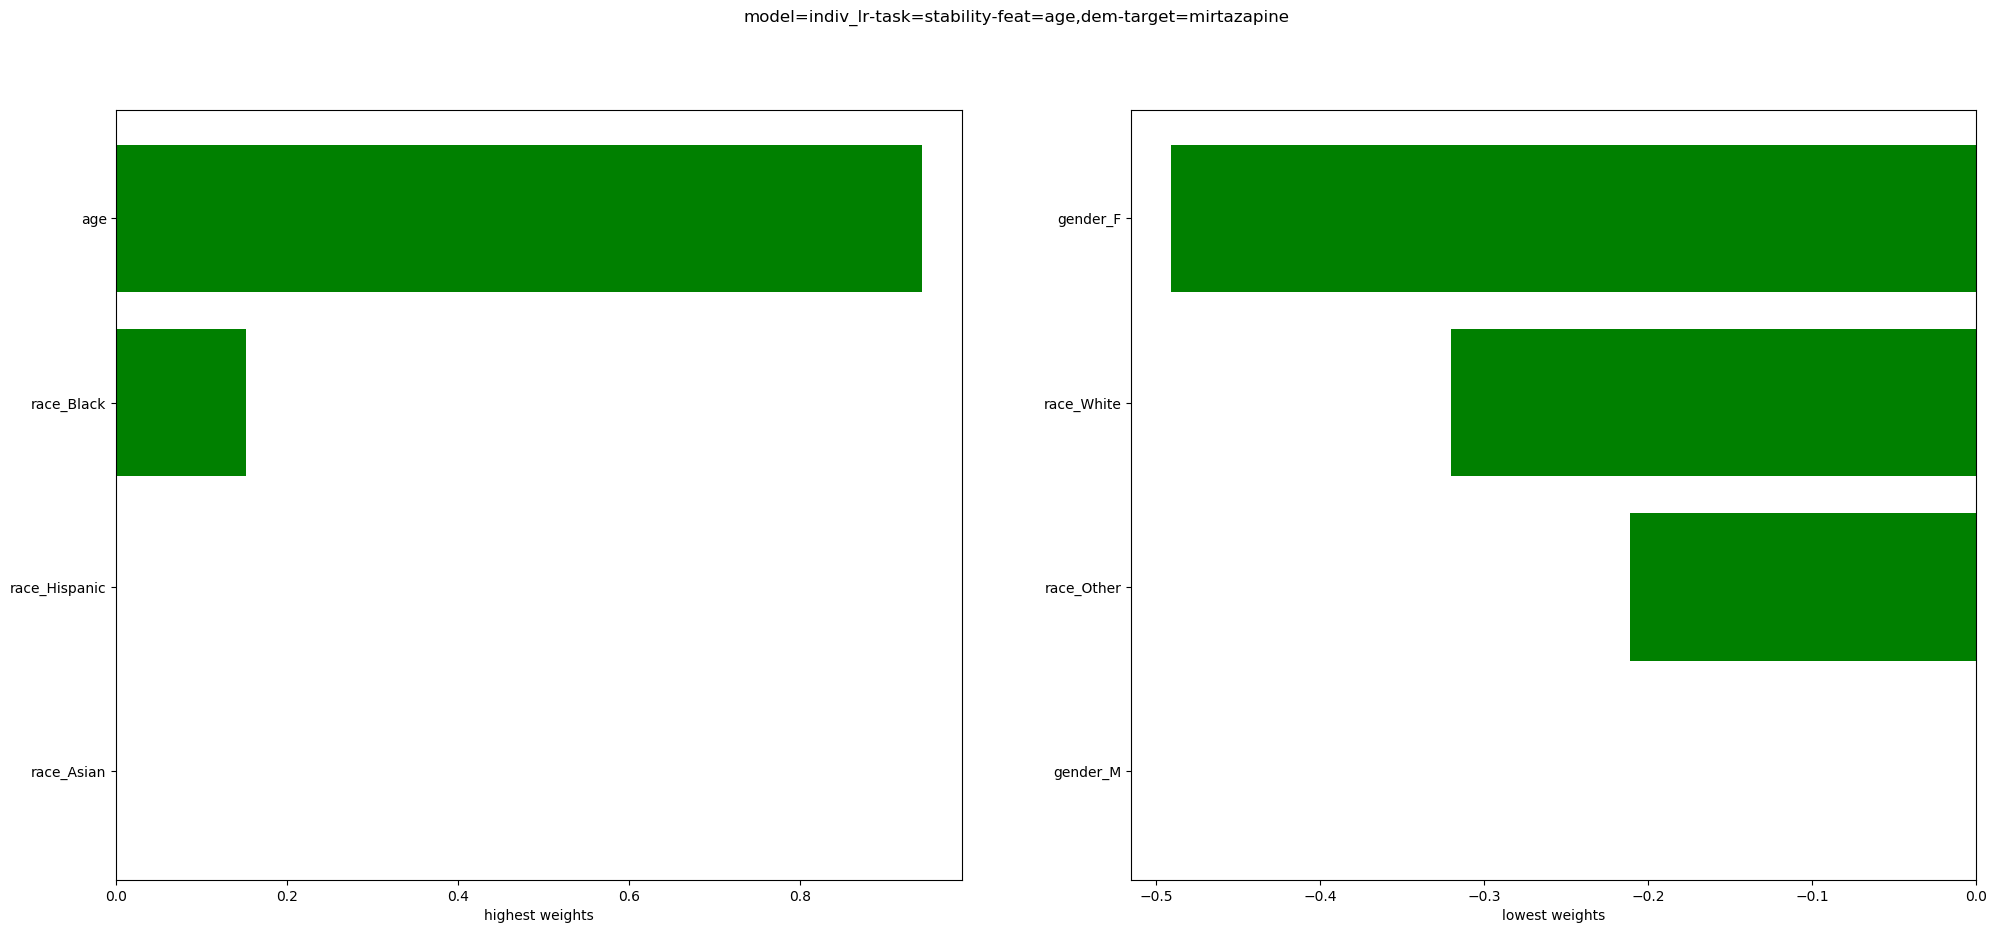 model=indiv_lr-task=stability-feat=age,dem-target=mirtazapine
age
race_Black
race_Hispanic
race_Asian
0.0 0.2 0.4 0.6 0.8
highest weights
gender_F
race_White
race_Other
gender_M
−0.5 −0.4 −0.3 −0.2 −0.1 0.0
lowest weights